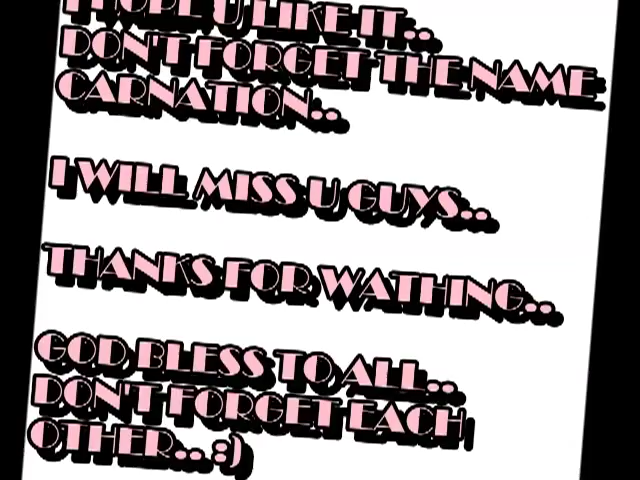 I HOPE U LIKE IT..
DON'T FORGET THE NAME
CARNATION..
I WILL MISS U GUYS..
THANKS FOR WATHING..
GOD BLESS TO ALL..
DON'T FORGET EACH
OTHER... :)